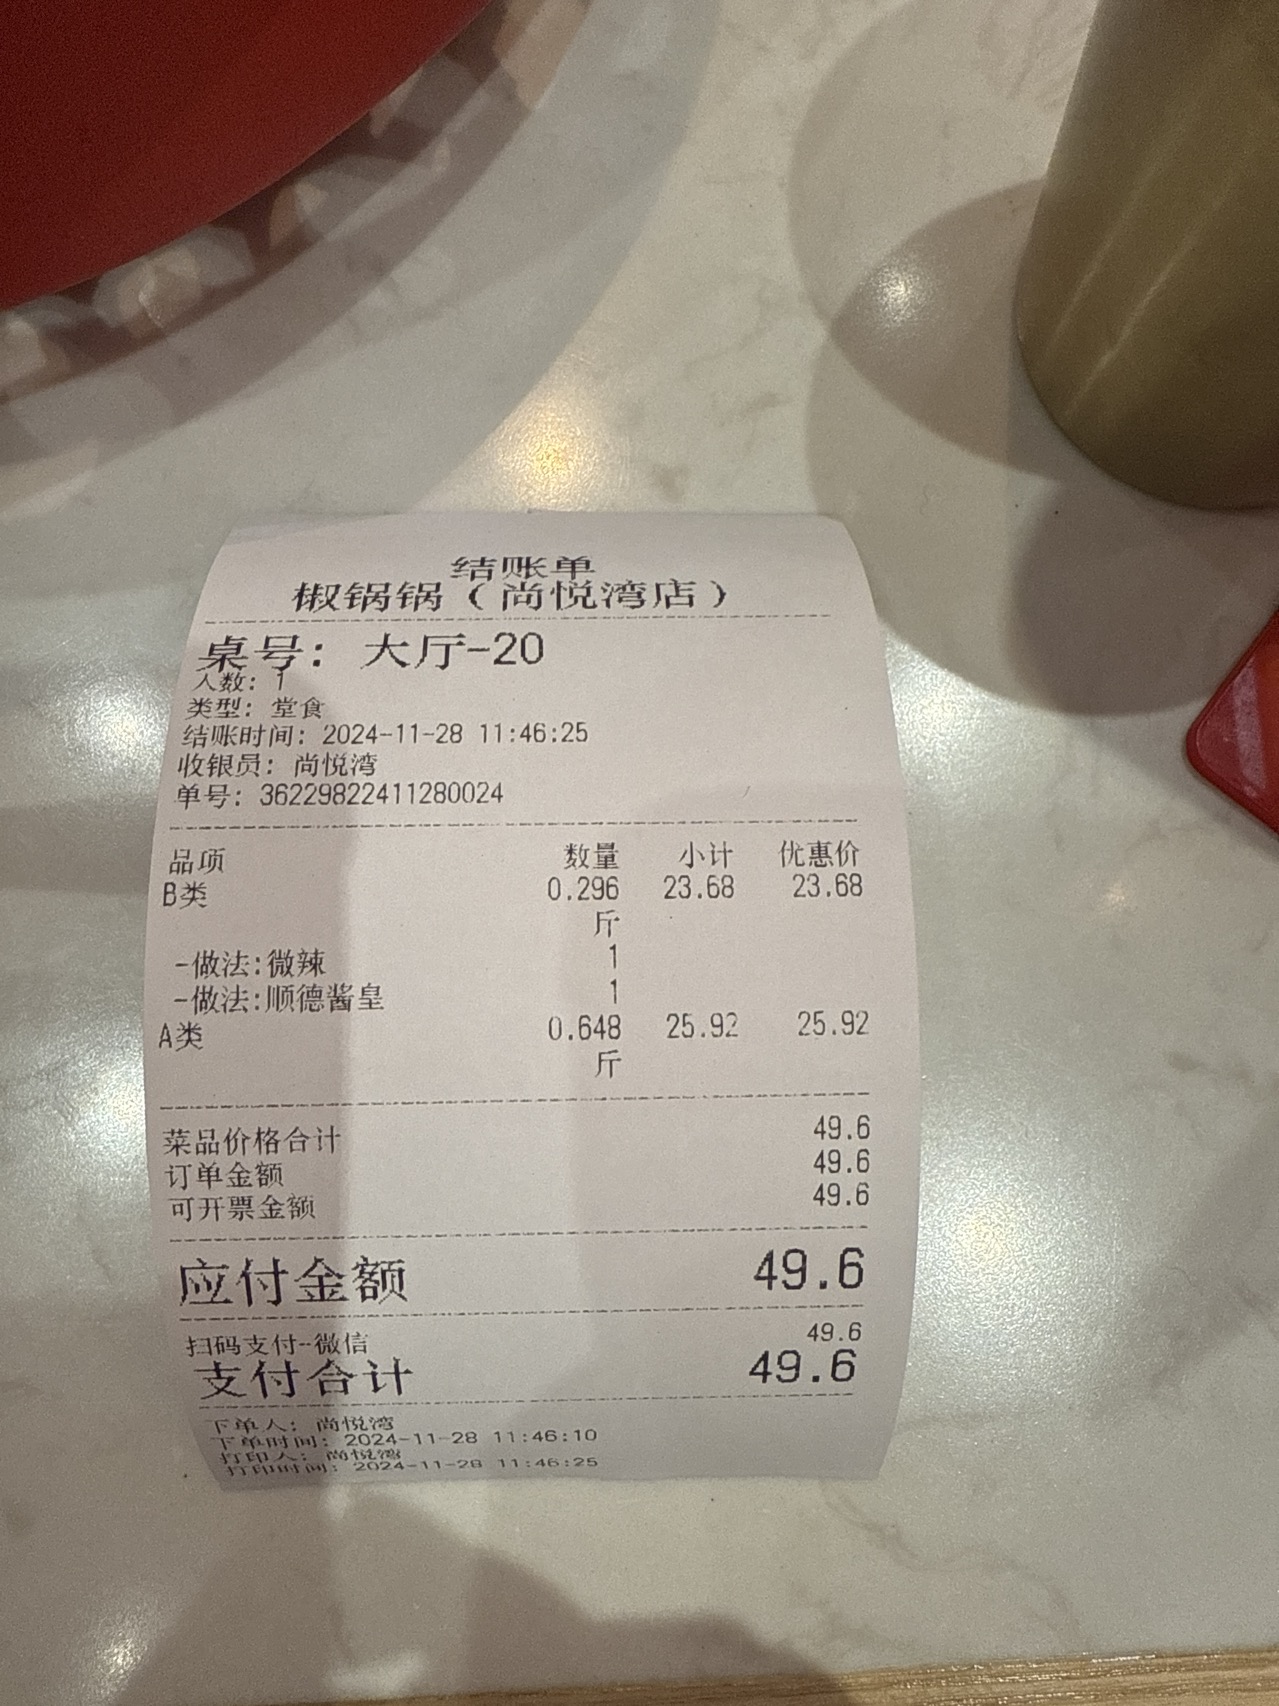 结账单
椒锅锅（尚悦湾店）
桌号： 大厅-20
人数：1
类型：堂食
结账时间：2024-11-28 11:46:25
收银员：尚悦湾
单号：36229822411280024
品项 数量 小计 优惠价
B类 0.296 23.68 23.68
斤
-做法:微辣 1
-做法:顺德酱皇 1
A类 0.648 25.92 25.92
斤
菜品价格合计 49.6
订单金额 49.6
可开票金额 49.6
应付金额 49.6
扫码支付-微信 49.6
支付合计 49.6
下单人：尚悦湾
下单时间：2024-11-28 11:46:10
打印人：尚悦湾
打印时间：2024-11-28 11:46:25